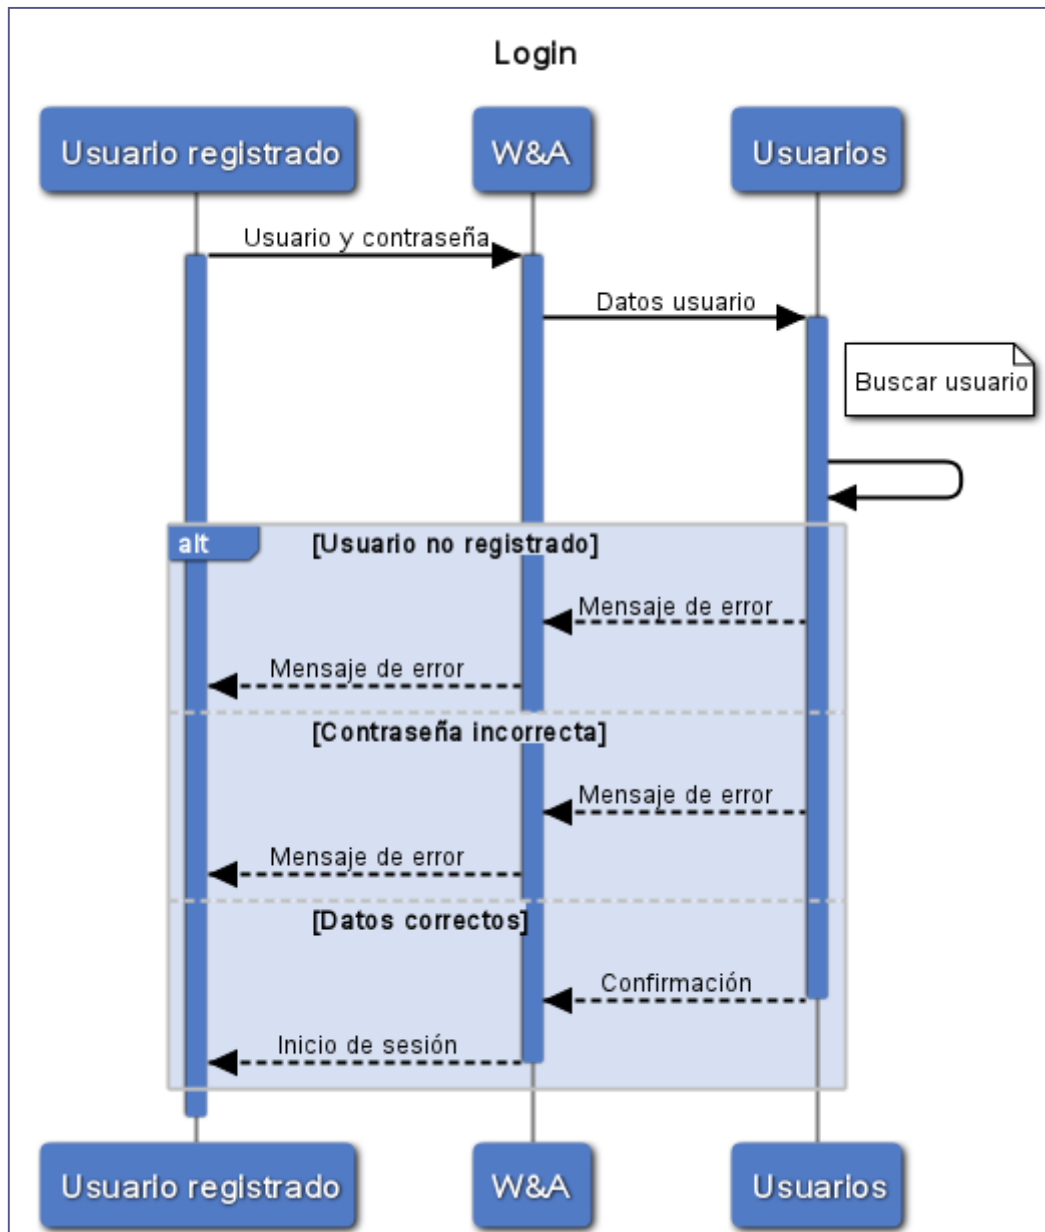 Login
Usuario registrado
W&A
Usuarios
Usuario y contraseña
Datos usuario
Buscar usuario
alt
[Usuario no registrado]
Mensaje de error
Mensaje de error
[Contraseña incorrecta]
Mensaje de error
Mensaje de error
[Datos correctos]
Confirmación
Inicio de sesión
Usuario registrado
W&A
Usuarios